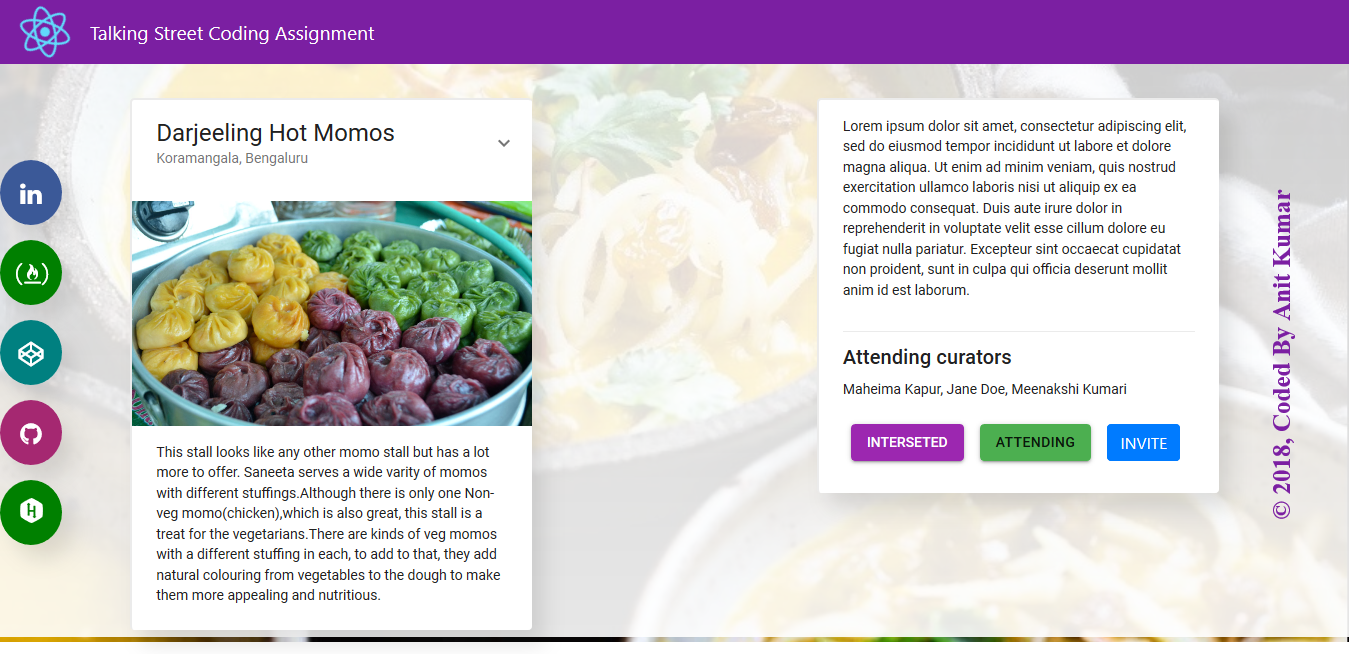 Talking Street Coding Assignment
Darjeeling Hot Momos
Koramangala, Bengaluru
in
This stall looks like any other momo stall but has a lot
more to offer. Saneeta serves a wide varity of momos
with different stuffings.Although there is only one Non-
veg momo(chicken),which is also great, this stall is a
treat for the vegetarians.There are kinds of veg momos
with a different stuffing in each, to add to that, they add
natural colouring from vegetables to the dough to make
them more appealing and nutritious.
Lorem ipsum dolor sit amet, consectetur adipiscing elit,
sed do eiusmod tempor incididunt ut labore et dolore
magna aliqua. Ut enim ad minim veniam, quis nostrud
exercitation ullamco laboris nisi ut aliquip ex ea
commodo consequat. Duis aute irure dolor in
reprehenderit in voluptate velit esse cillum dolore eu
fugiat nulla pariatur. Excepteur sint occaecat cupidatat
non proident, sunt in culpa qui officia deserunt mollit
anim id est laborum.
Attending curators
Maheima Kapur, Jane Doe, Meenakshi Kumari
INTERSETED
ATTENDING
INVITE
© 2018, Coded By Anit Kumar
H